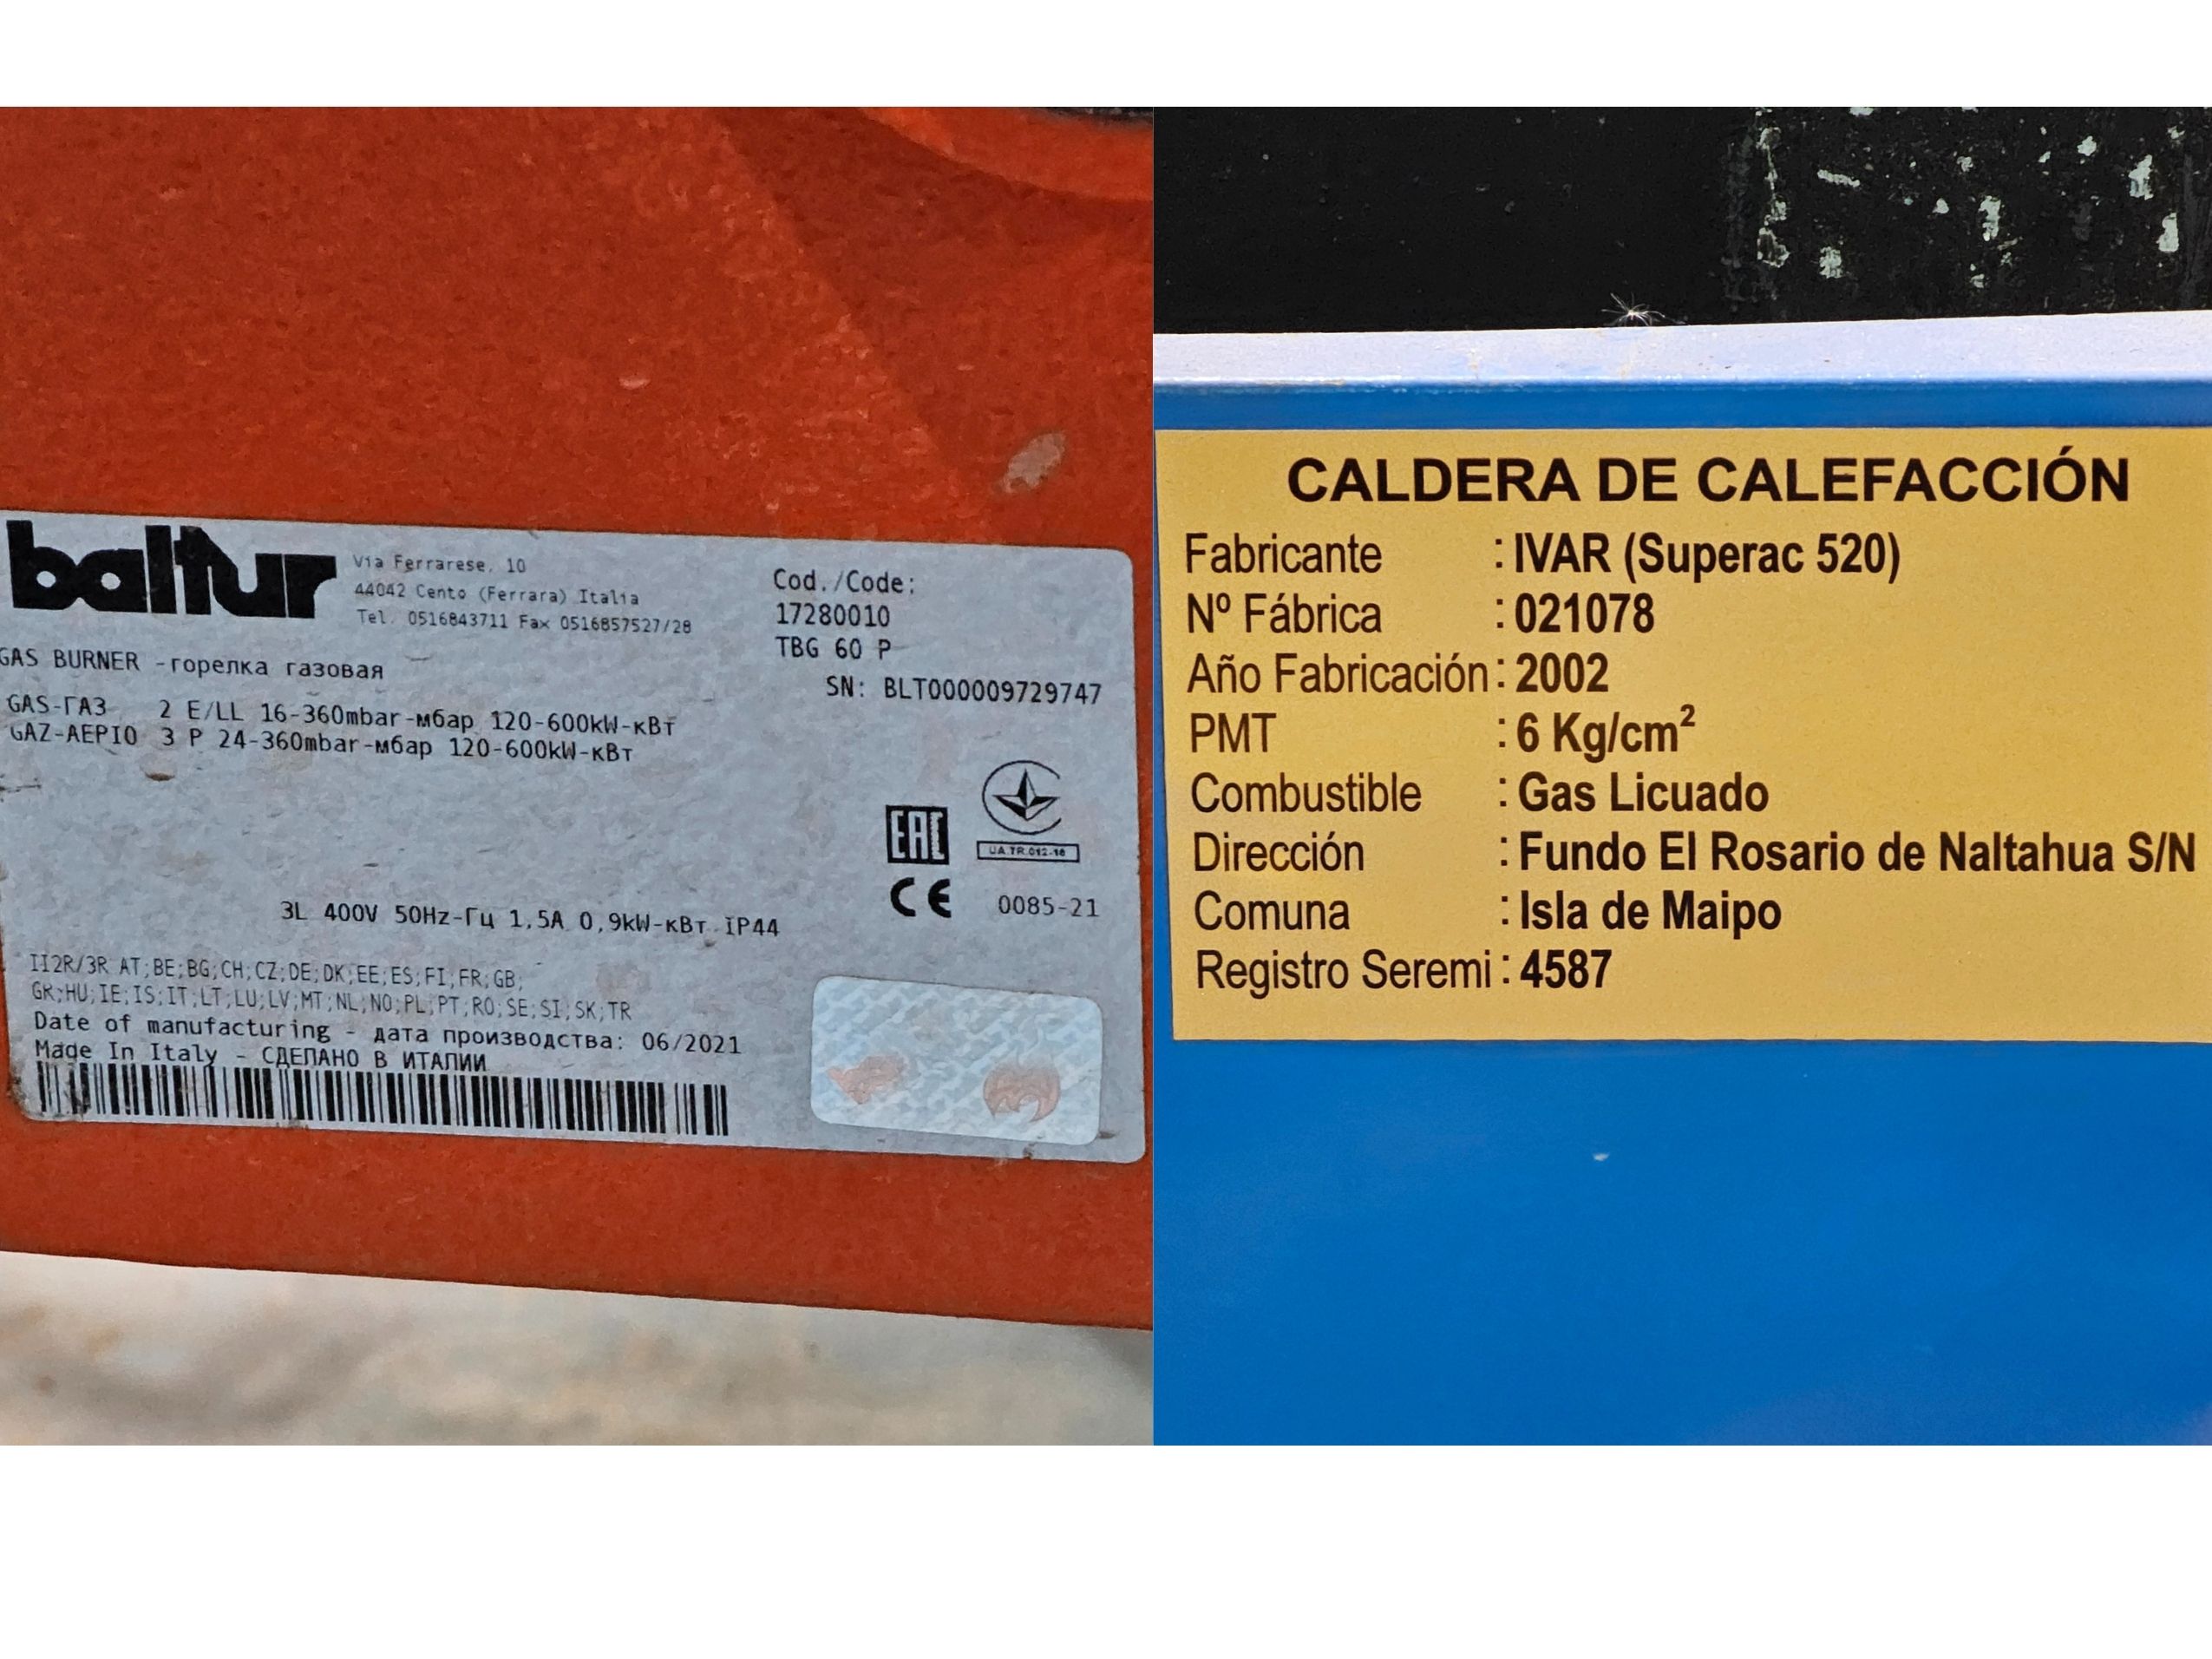 baltur
Via Ferrarese, 10
44042 Cento (Ferrara) Italia
Tel. 0516843711 Fax 0516857527/28
Cod./Code:
17280010
TBG 60 P
SN: BLT000009729747
GAS BURNER -горелка газовая
GAS-ГАЗ 2 E/LL 16-360mbar-мбар 120-600kW-кВт
GAZ-AEPIO 3 P 24-360mbar-мбар 120-600kW-кВт
EAC
UA.TR.012-16
CE 0085-21
3L 400V 50Hz-Гц 1,5A 0,9kW-кВт IP44
II2R/3R AT;BE;BG;CH;CZ;DE;DK;EE;ES;FI;FR;GB;
GR;HU;IE;IS;IT;LT;LU;LV;MT;NL;NO;PL;PT;RO;SE;SI;SK;TR
Date of manufacturing - дата производства: 06/2021
Made In Italy - СДЕЛАНО В ИТАЛИИ
CALDERA DE CALEFACCIÓN
Fabricante : IVAR (Superac 520)
Nº Fábrica : 021078
Año Fabricación : 2002
PMT : 6 Kg/cm²
Combustible : Gas Licuado
Dirección : Fundo El Rosario de Naltahua S/N
Comuna : Isla de Maipo
Registro Seremi : 4587